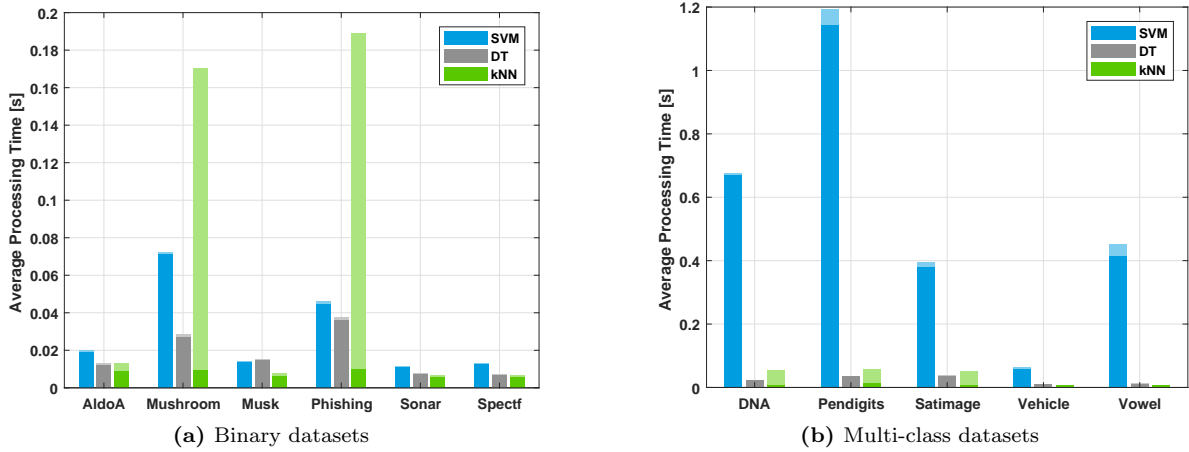 Average Processing Time [s]
0.2
0.18
0.16
0.14
0.12
0.1
0.08
0.06
0.04
0.02
0
SVM
DT
kNN
AldoA Mushroom Musk Phishing Sonar Spectf
(a) Binary datasets
Average Processing Time [s]
1.2
1
0.8
0.6
0.4
0.2
0
SVM
DT
kNN
DNA Pendigits Satimage Vehicle Vowel
(b) Multi-class datasets